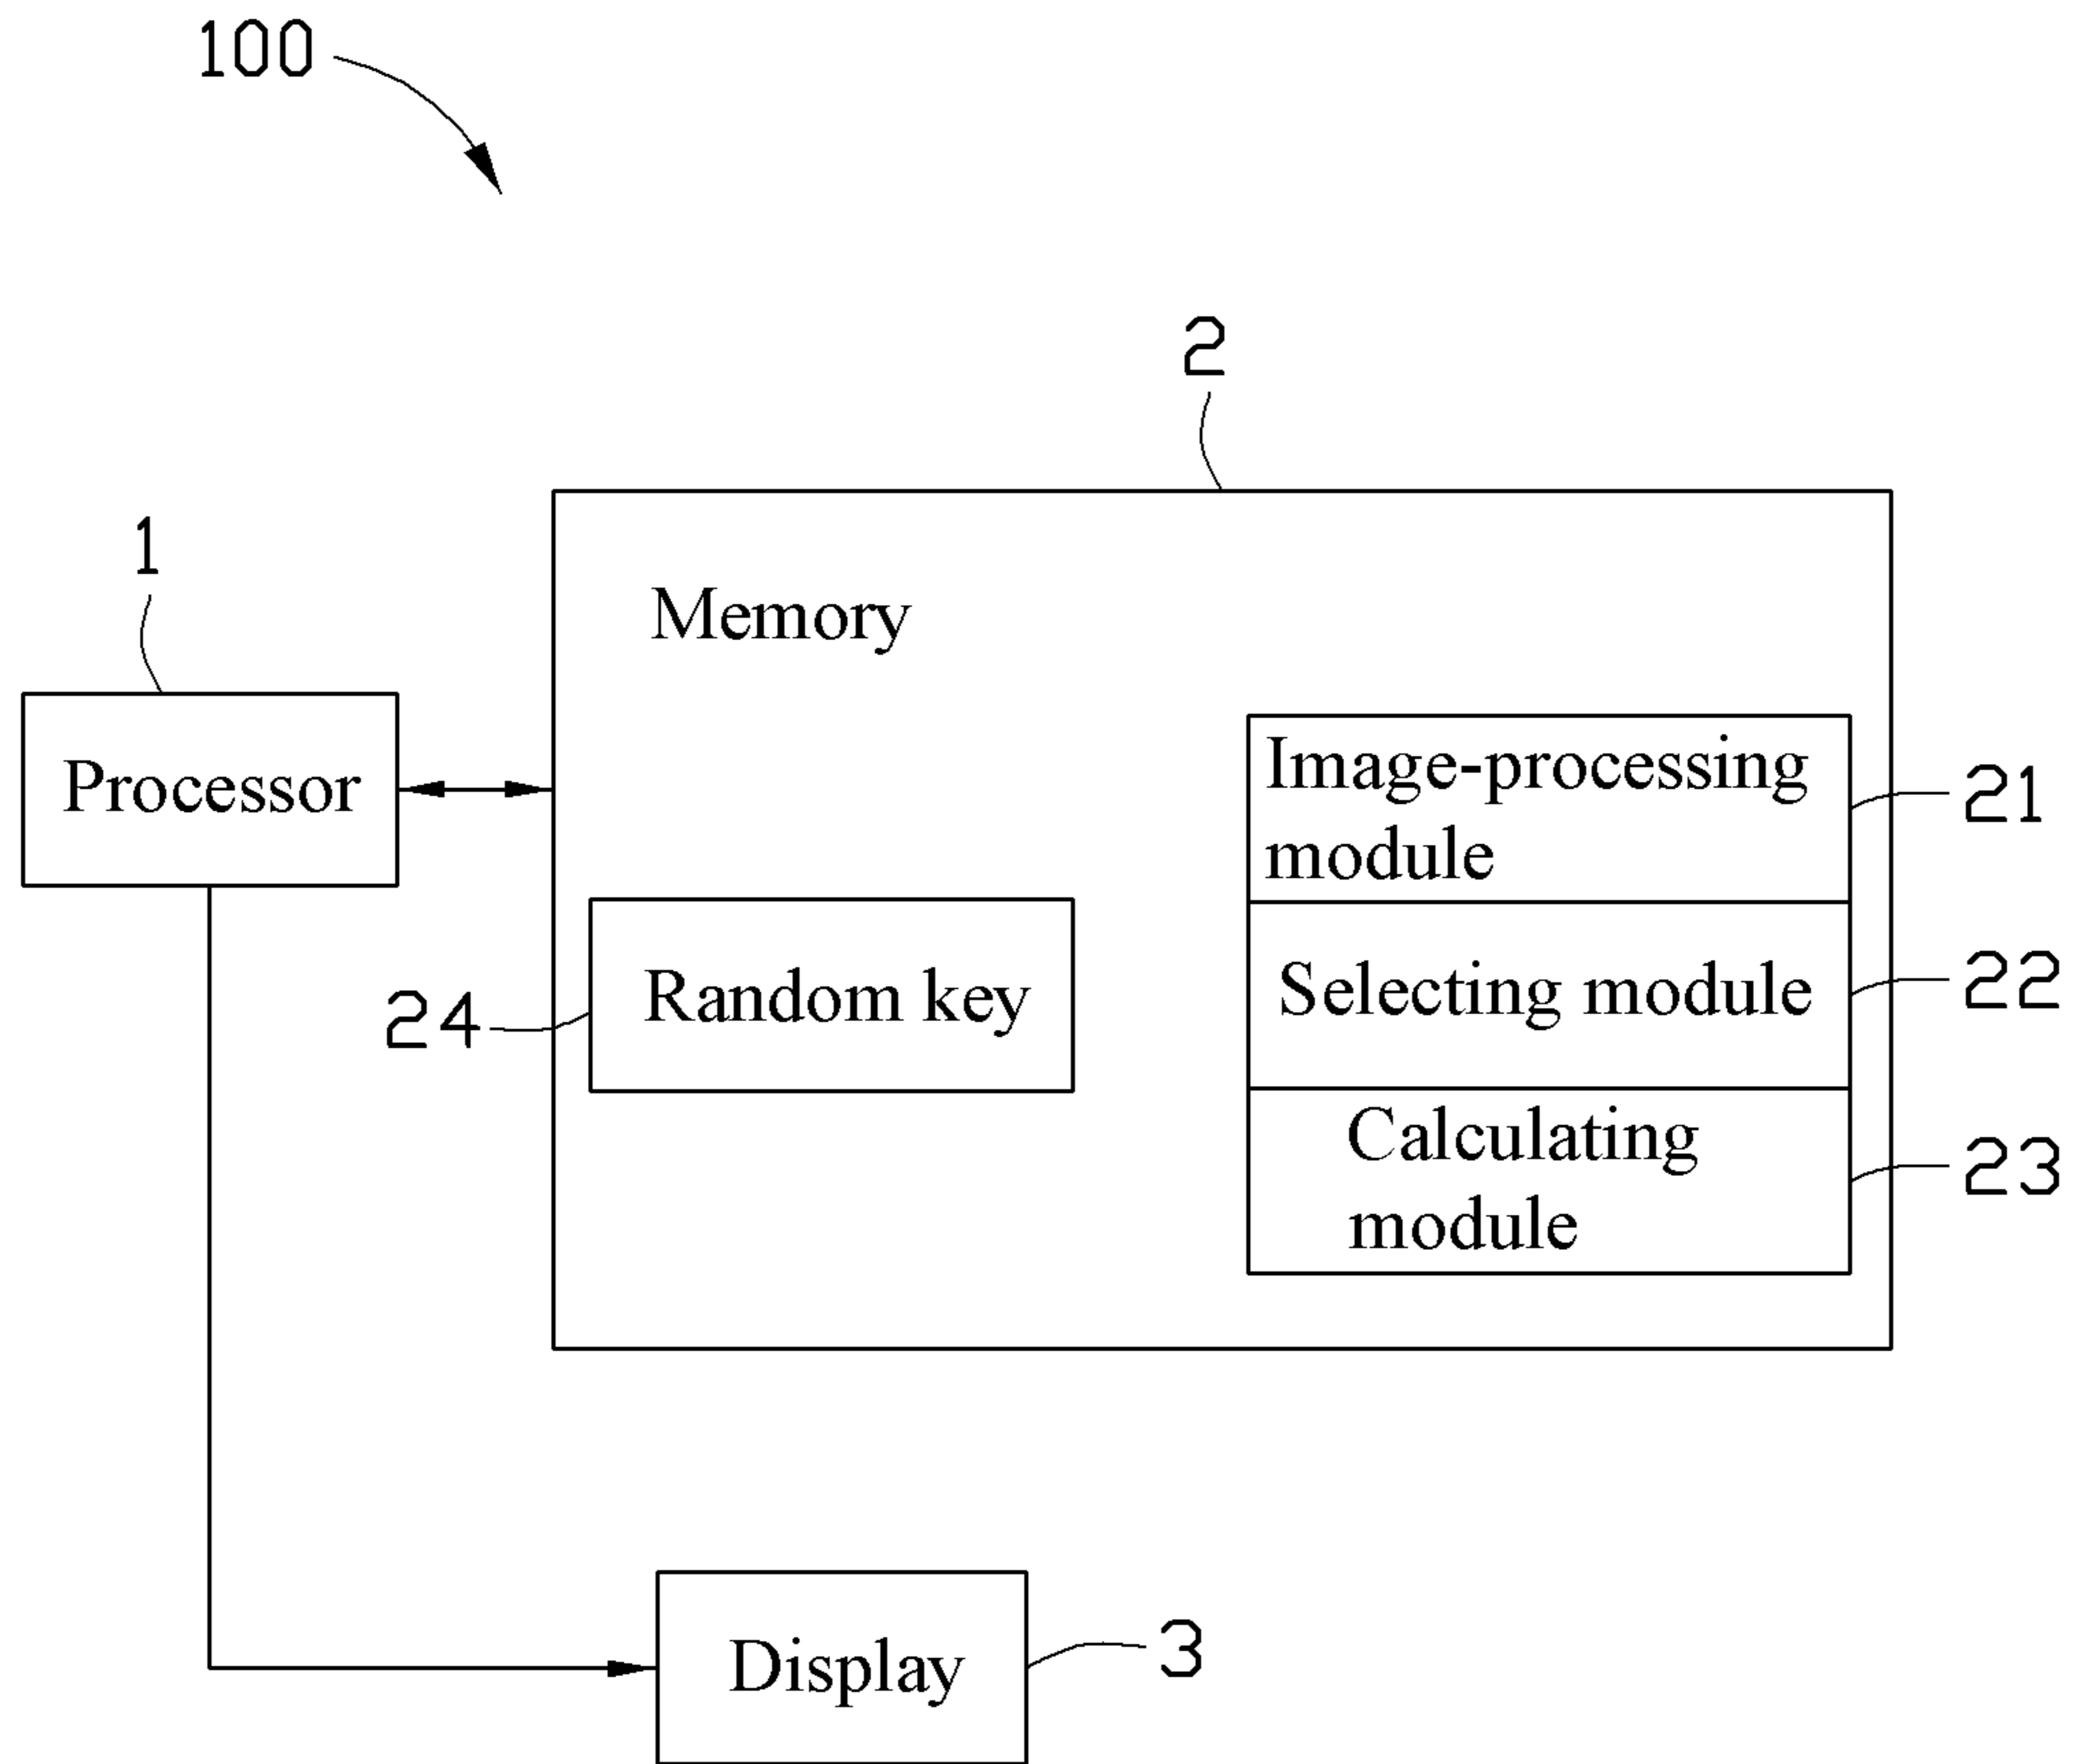 100
2
1
Memory
Processor
Image-processing
module
21
Random key
24
Selecting module
22
Calculating
module
23
Display
3